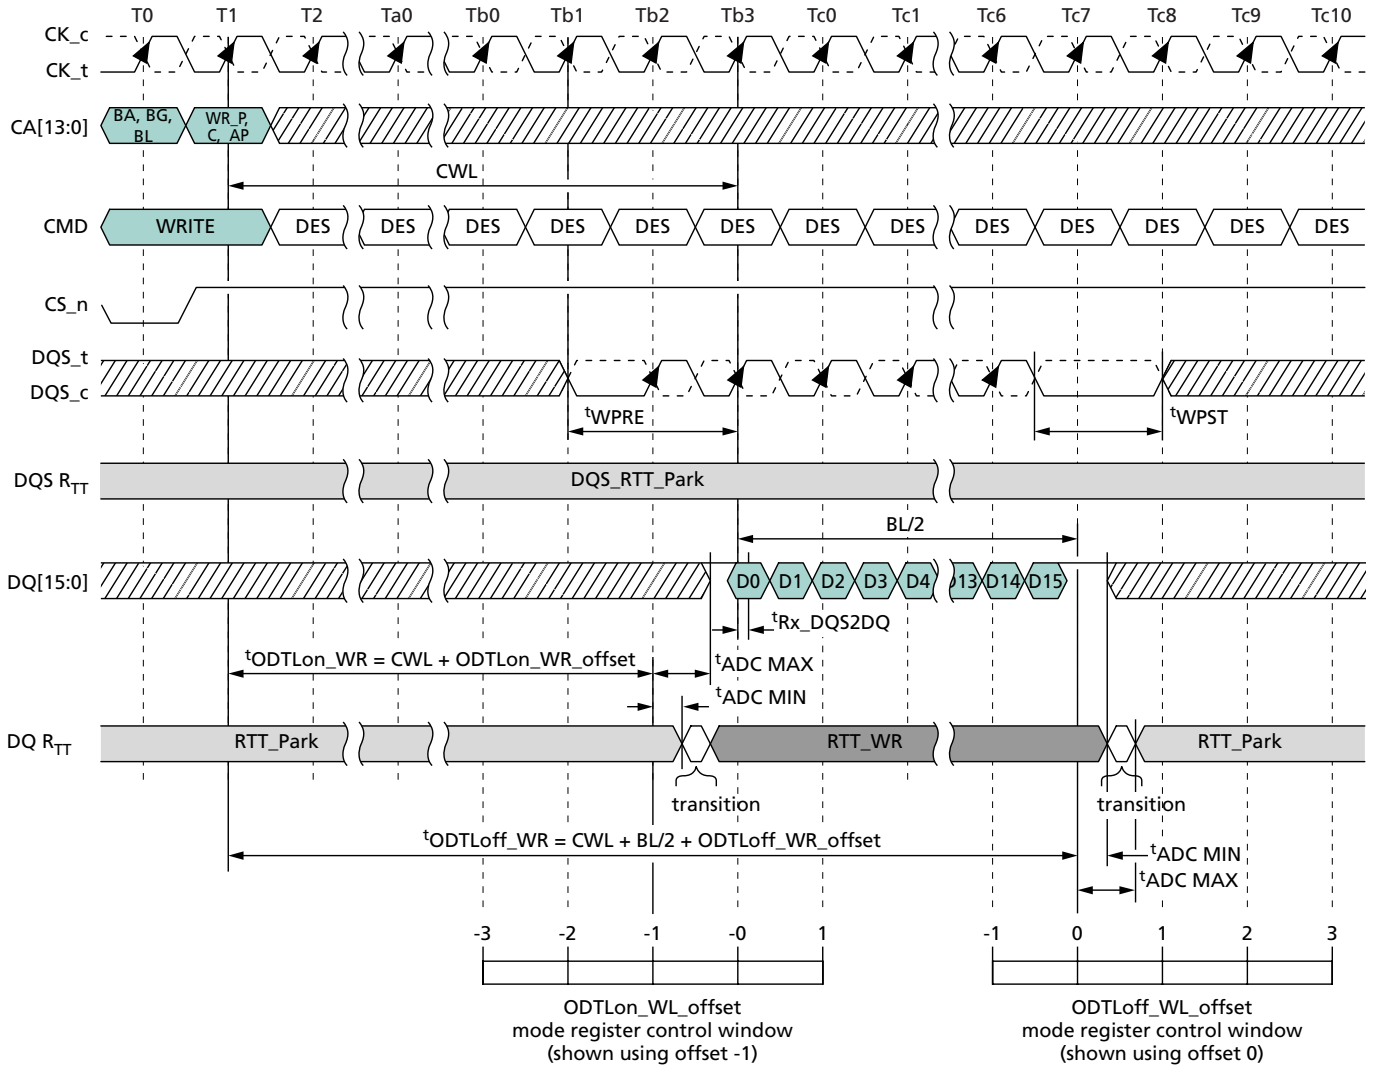 T0 T1 T2 Ta0 Tb0 Tb1 Tb2 Tb3 Tc0 Tc1 Tc6 Tc7 Tc8 Tc9 Tc10
CK_c
CK_t
CA[13:0]
BA, BG,
BL
WR_P,
C, AP
CWL
CMD WRITE DES DES DES DES DES DES DES DES DES DES DES DES DES
CS_n
DQS_t
DQS_c
tWPRE tWPST
DQS RTT DQS_RTT_Park
BL/2
DQ[15:0] D0 D1 D2 D3 D4 D13 D14 D15
tRx_DQS2DQ
tODTLon_WR = CWL + ODTLon_WR_offset tADC MAX
tADC MIN
DQ RTT RTT_Park RTT_WR RTT_Park
transition transition
tODTLoff_WR = CWL + BL/2 + ODTLoff_WR_offset
tADC MIN
tADC MAX
-3 -2 -1 -0 1 -1 0 1 2 3
ODTLon_WL_offset
mode register control window
(shown using offset -1)
ODTLoff_WL_offset
mode register control window
(shown using offset 0)